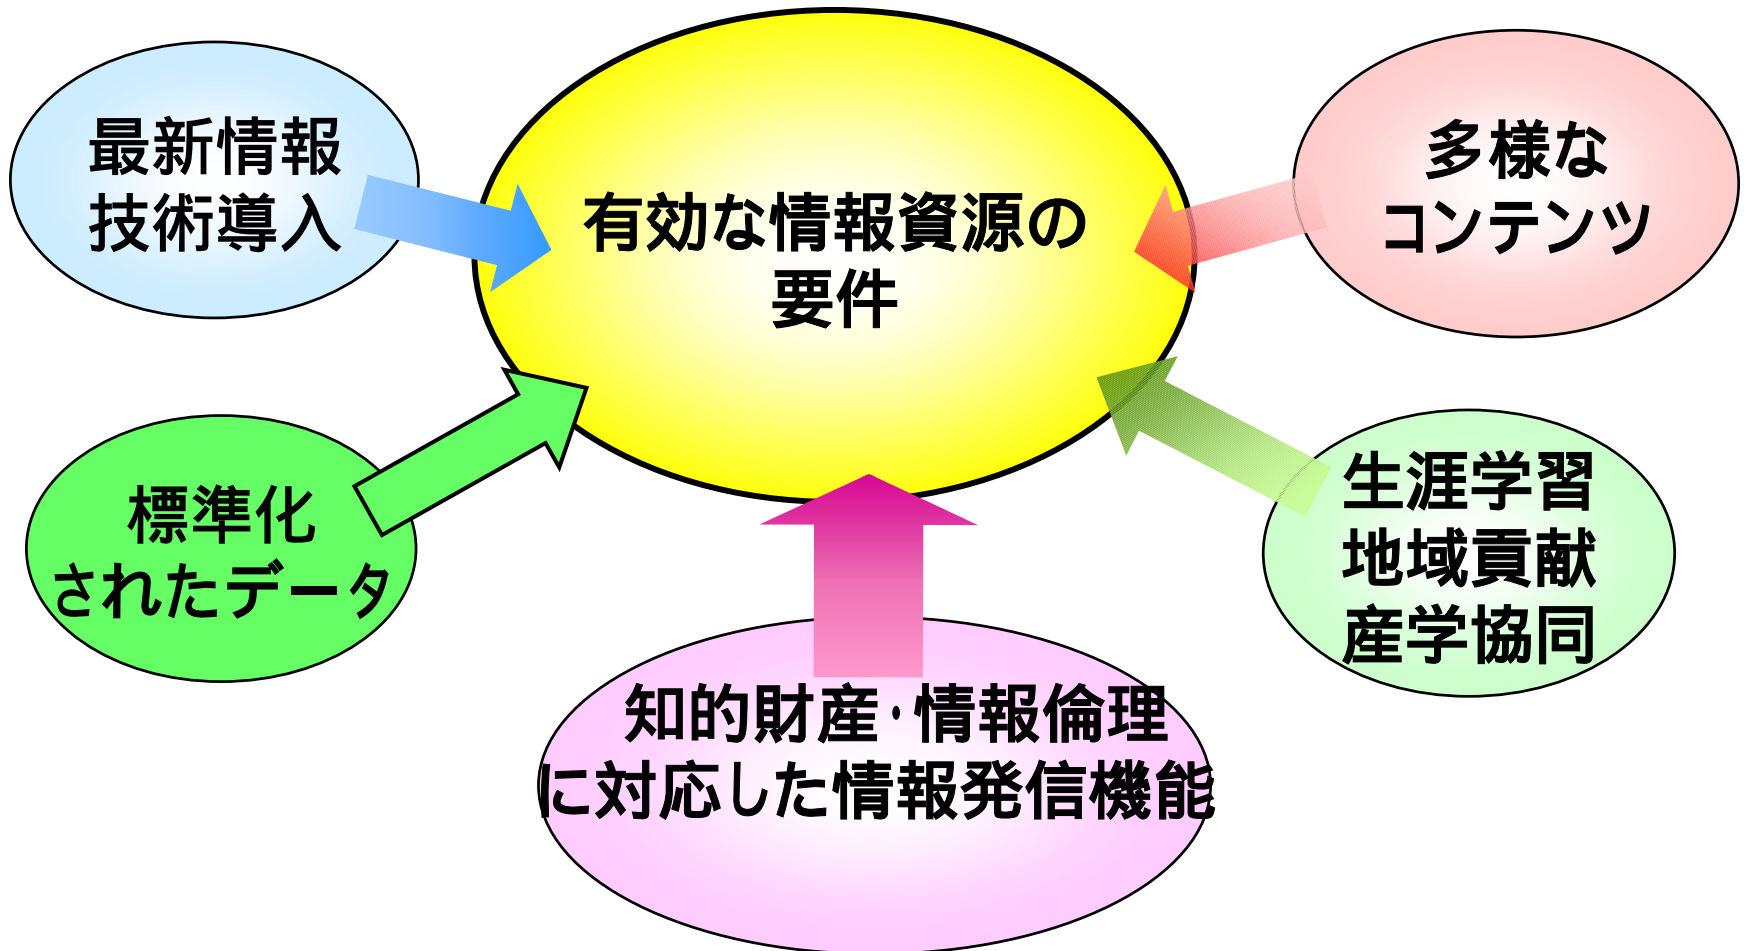 最新情報
技術導入
有効な情報資源の
要件
多様な
コンテンツ
標準化
されたデータ
生涯学習
地域貢献
産学協同
知的財産・情報倫理
に対応した情報発信機能